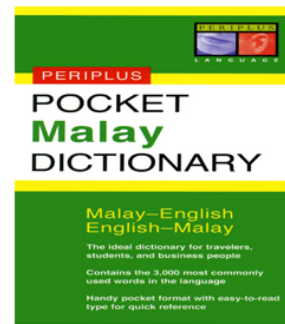 PERIPLUS
LANGUAGE
PERIPLUS
POCKET
Malay
DICTIONARY
Malay–English
English–Malay
The ideal dictionary for travelers,
students, and business people
Contains the 3,000 most commonly
used words in the language
Handy pocket format with easy-to-read
type for quick reference